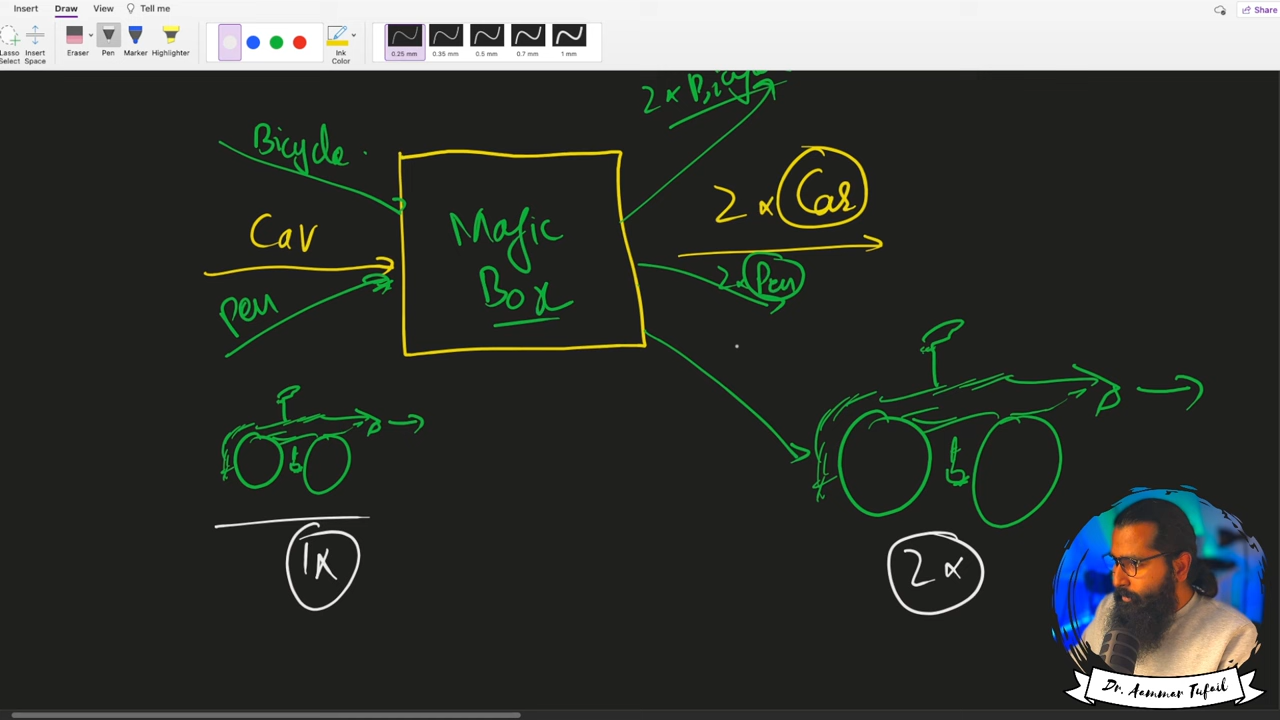 Insert Draw View Tell me
Share
Lasso Select
Insert Space
Eraser
Pen
Marker
Highlighter
Ink Color
0.25 mm 0.35 mm 0.5 mm 0.7 mm 1 mm
2 x
Bicycle
2 x Car
Car
Magic
Box
2 x Pen
Pen
1x
2x
Dr. Aammar Tufail